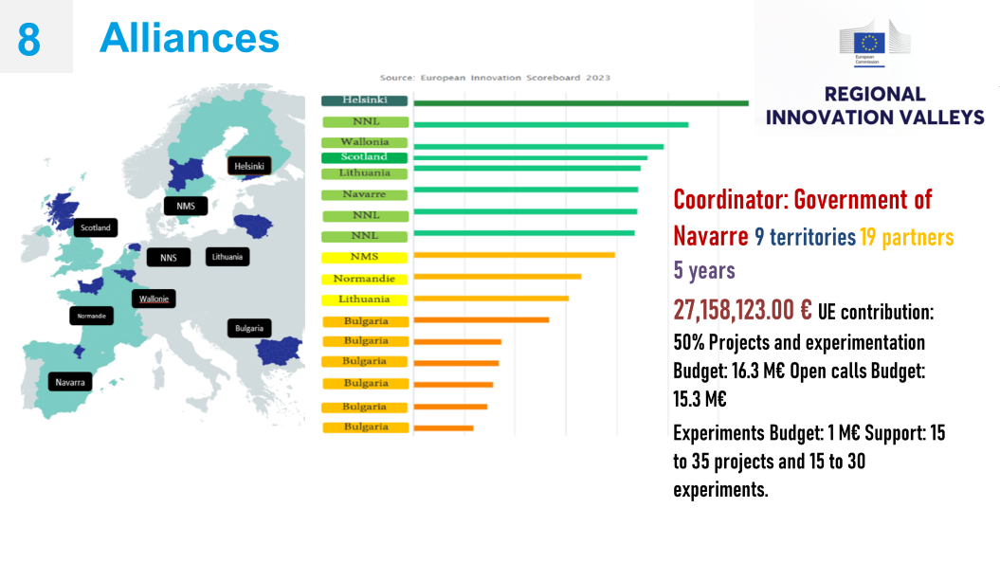 8
Alliances
European
Commission
REGIONAL
INNOVATION VALLEYS
Source: European Innovation Scoreboard 2023
Helsinki
NMS
Scotland
NNS
Lithuania
Wallonie
Normandie
Bulgaria
Navarra
Helsinki
NNL
Wallonia
Scotland
Lithuania
Navarre
NNL
NNL
NMS
Normandie
Lithuania
Bulgaria
Bulgaria
Bulgaria
Bulgaria
Bulgaria
Bulgaria
Coordinator: Government of
Navarre 9 territories 19 partners
5 years
27,158,123.00 € UE contribution:
50% Projects and experimentation
Budget: 16.3 M€ Open calls Budget:
15.3 M€
Experiments Budget: 1 M€ Support: 15
to 35 projects and 15 to 30
experiments.